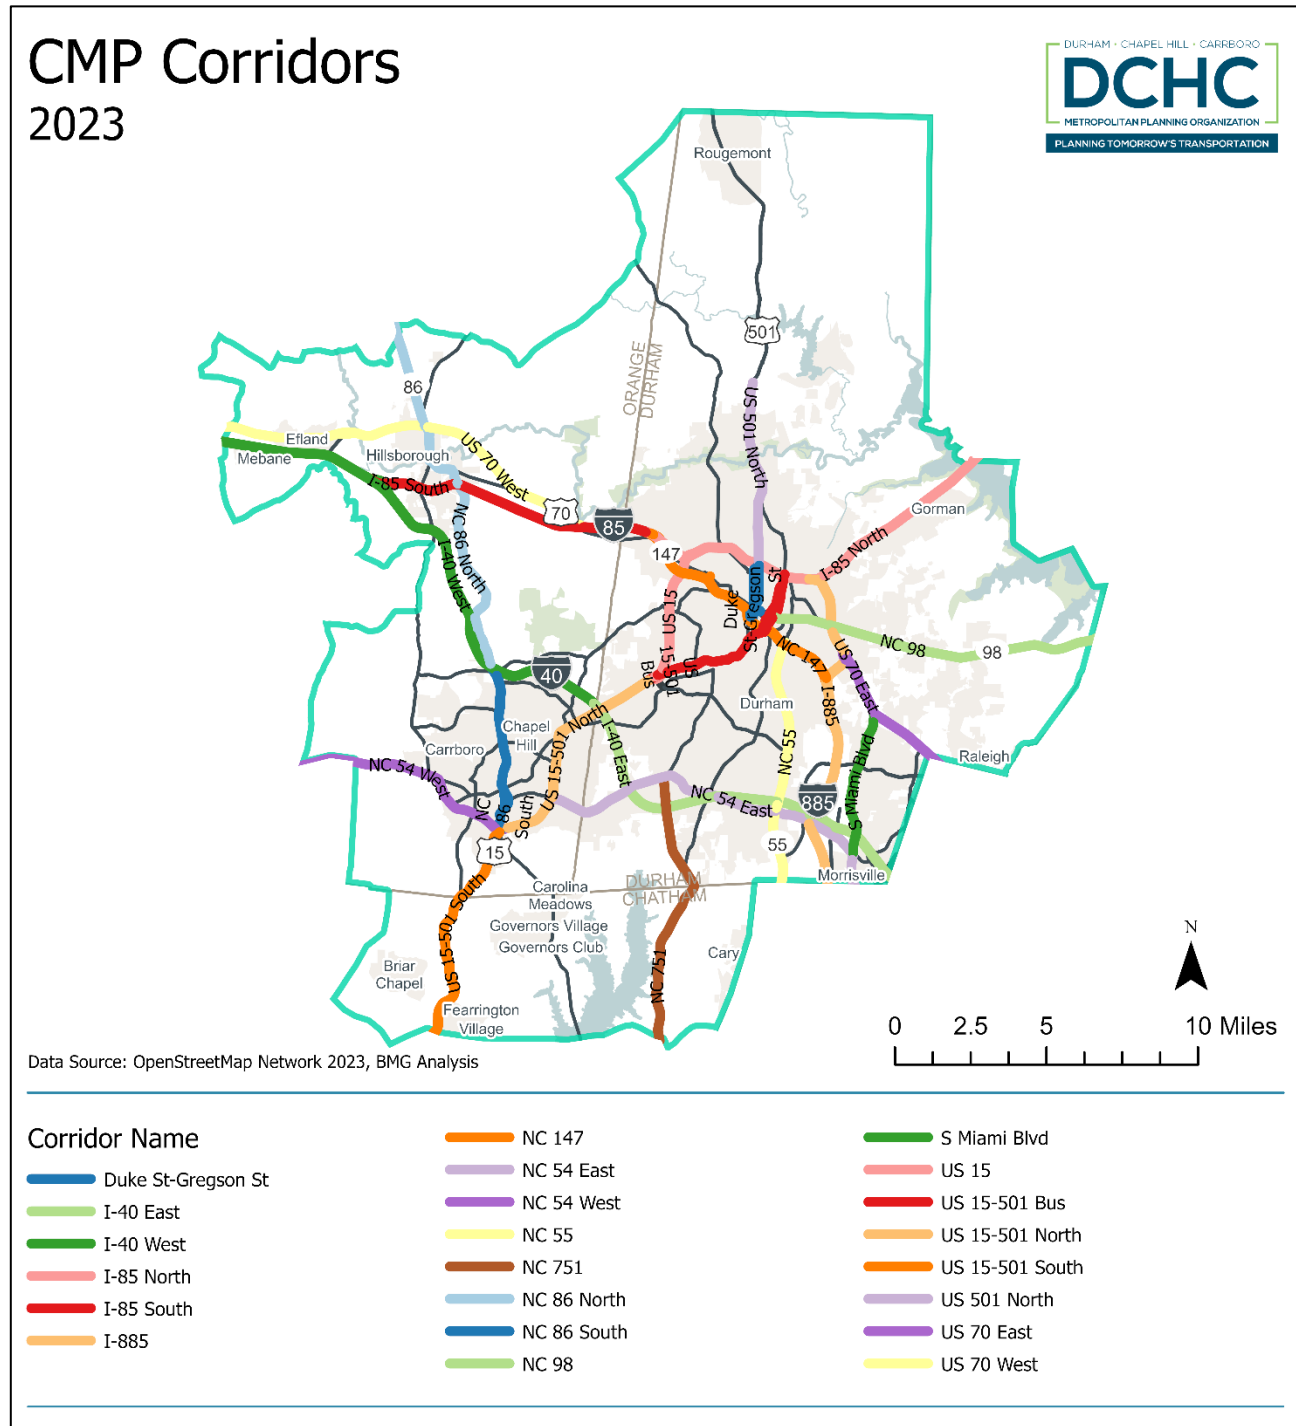 CMP Corridors
2023
DURHAM · CHAPEL HILL · CARRBORO
DCHC
METROPOLITAN PLANNING ORGANIZATION
PLANNING TOMORROW'S TRANSPORTATION
Rougemont
501
ORANGE
DURHAM
86
US 501 North
Efland
Mebane
Hillsborough
US 70 West
I-85 South
70
85
Gorman
147
I-85 North
NC 86 North
I-40 West
St
Duke
St-Gregson
US 15
NC 98
98
NC 147
US 70 East
US 15-501
Bus
40
I-885
Durham
Chapel
Hill
US 15-501 North
I-40 East
Carrboro
NC 55
S Miami Blvd
Raleigh
NC 54 West
NC 54 East
885
NC
86
South
15
55
Morrisville
DURHAM
CHATHAM
Carolina
Meadows
Governors Village
Governors Club
US 15-501 South
Briar
Chapel
NC 751
Cary
Fearrington
Village
N
0 2.5 5 10 Miles
Data Source: OpenStreetMap Network 2023, BMG Analysis
Corridor Name
Duke St-Gregson St
I-40 East
I-40 West
I-85 North
I-85 South
I-885
NC 147
NC 54 East
NC 54 West
NC 55
NC 751
NC 86 North
NC 86 South
NC 98
S Miami Blvd
US 15
US 15-501 Bus
US 15-501 North
US 15-501 South
US 501 North
US 70 East
US 70 West